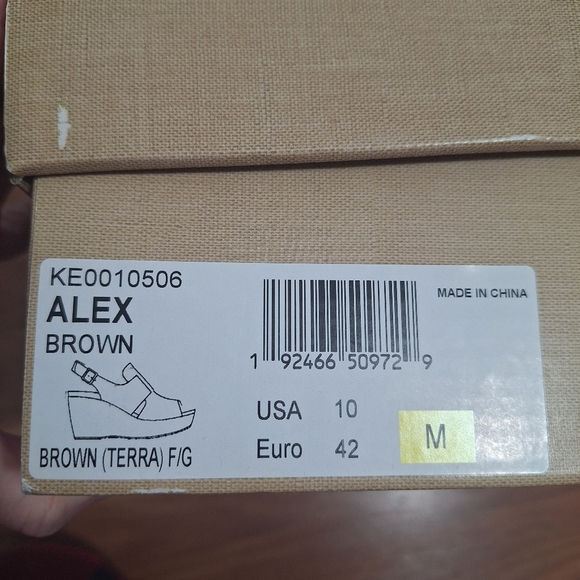 KE0010506
ALEX
BROWN
BROWN (TERRA) F/G
1 92466 50972 9
MADE IN CHINA
USA 10
Euro 42
M